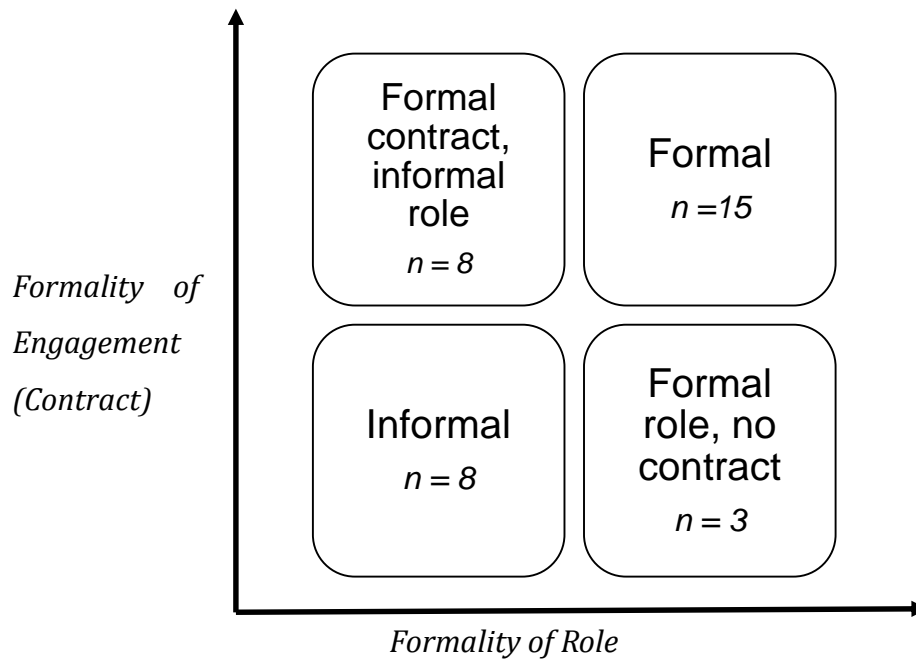 Formal
contract,
informal
role
n = 8
Formal
n =15
Formality of
Engagement
(Contract)
Informal
n = 8
Formal
role, no
contract
n = 3
Formality of Role